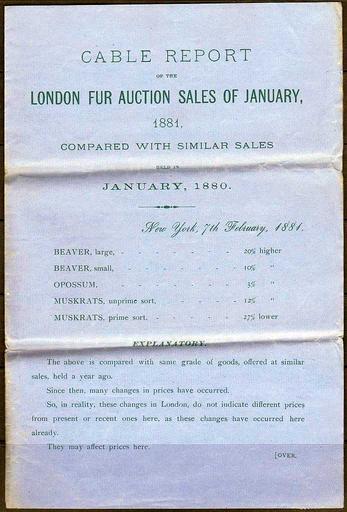 CABLE REPORT
OF THE
LONDON FUR AUCTION SALES OF JANUARY,
1881,
COMPARED WITH SIMILAR SALES
HELD IN
JANUARY, 1880.
New York, 7th February, 1881.
BEAVER, large, - - - - - - 20% higher
BEAVER, small, - - - - - - 10% "
OPOSSUM, - - - - - - 3% "
MUSKRATS, unprime sort, - - - - 12% "
MUSKRATS, prime sort, - - - - - 27% lower
EXPLANATORY.
The above is compared with same grade of goods, offered at similar
sales, held a year ago.
Since then, many changes in prices have occurred.
So, in reality, these changes in London, do not indicate different prices
from present or recent ones here, as these changes have occurred here
already.
They may affect prices here.
[OVER.